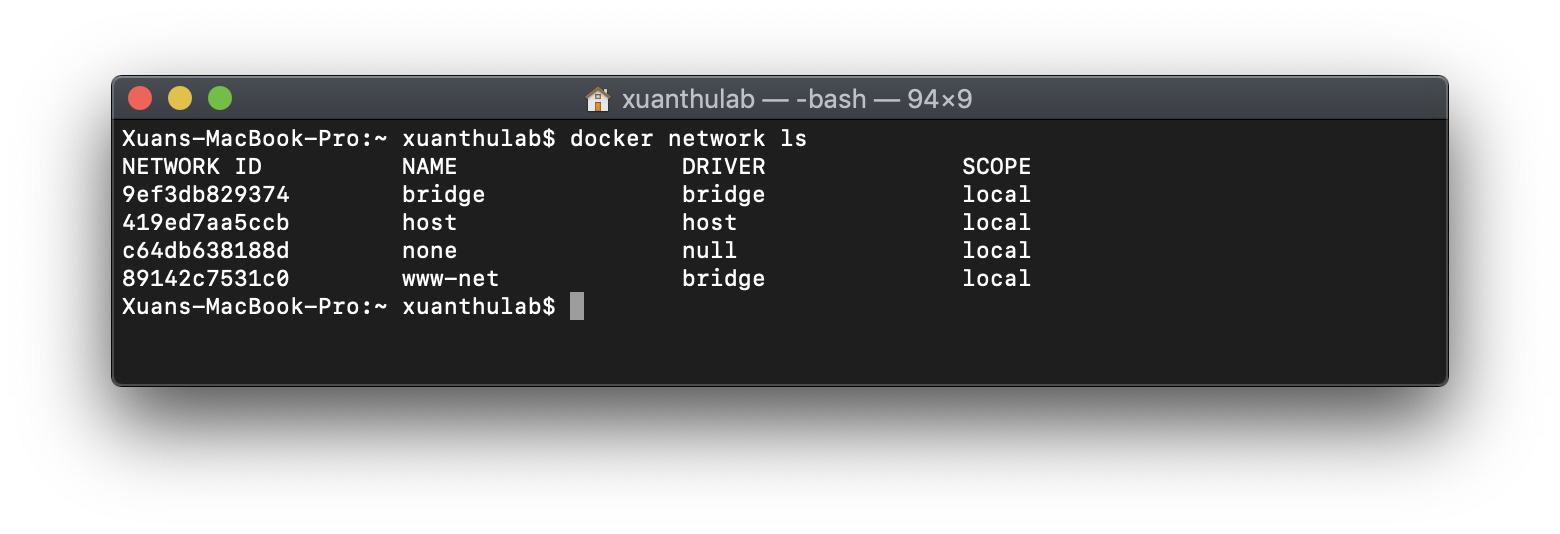 xuanthulab — -bash — 94×9
Xuans-MacBook-Pro:~ xuanthulab$ docker network ls
NETWORK ID NAME DRIVER SCOPE
9ef3db829374 bridge bridge local
419ed7aa5ccb host host local
c64db638188d none null local
89142c7531c0 www-net bridge local
Xuans-MacBook-Pro:~ xuanthulab$